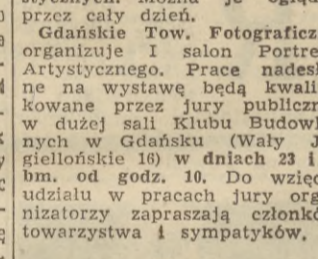 przez cały dzień.
Gdańskie Tow. Fotograficz
organizuje I salon Portre
Artystycznego. Prace nadesł
ne na wystawę będą kwali
kowane przez jury publiczn
w dużej sali Klubu Budowl
nych w Gdańsku (Wały J
giellońskie 16) w dniach 23 i
bm. od godz. 10. Do wzięc
udziału w pracach jury org
nizatorzy zapraszają członkó
towarzystwa i sympatyków.